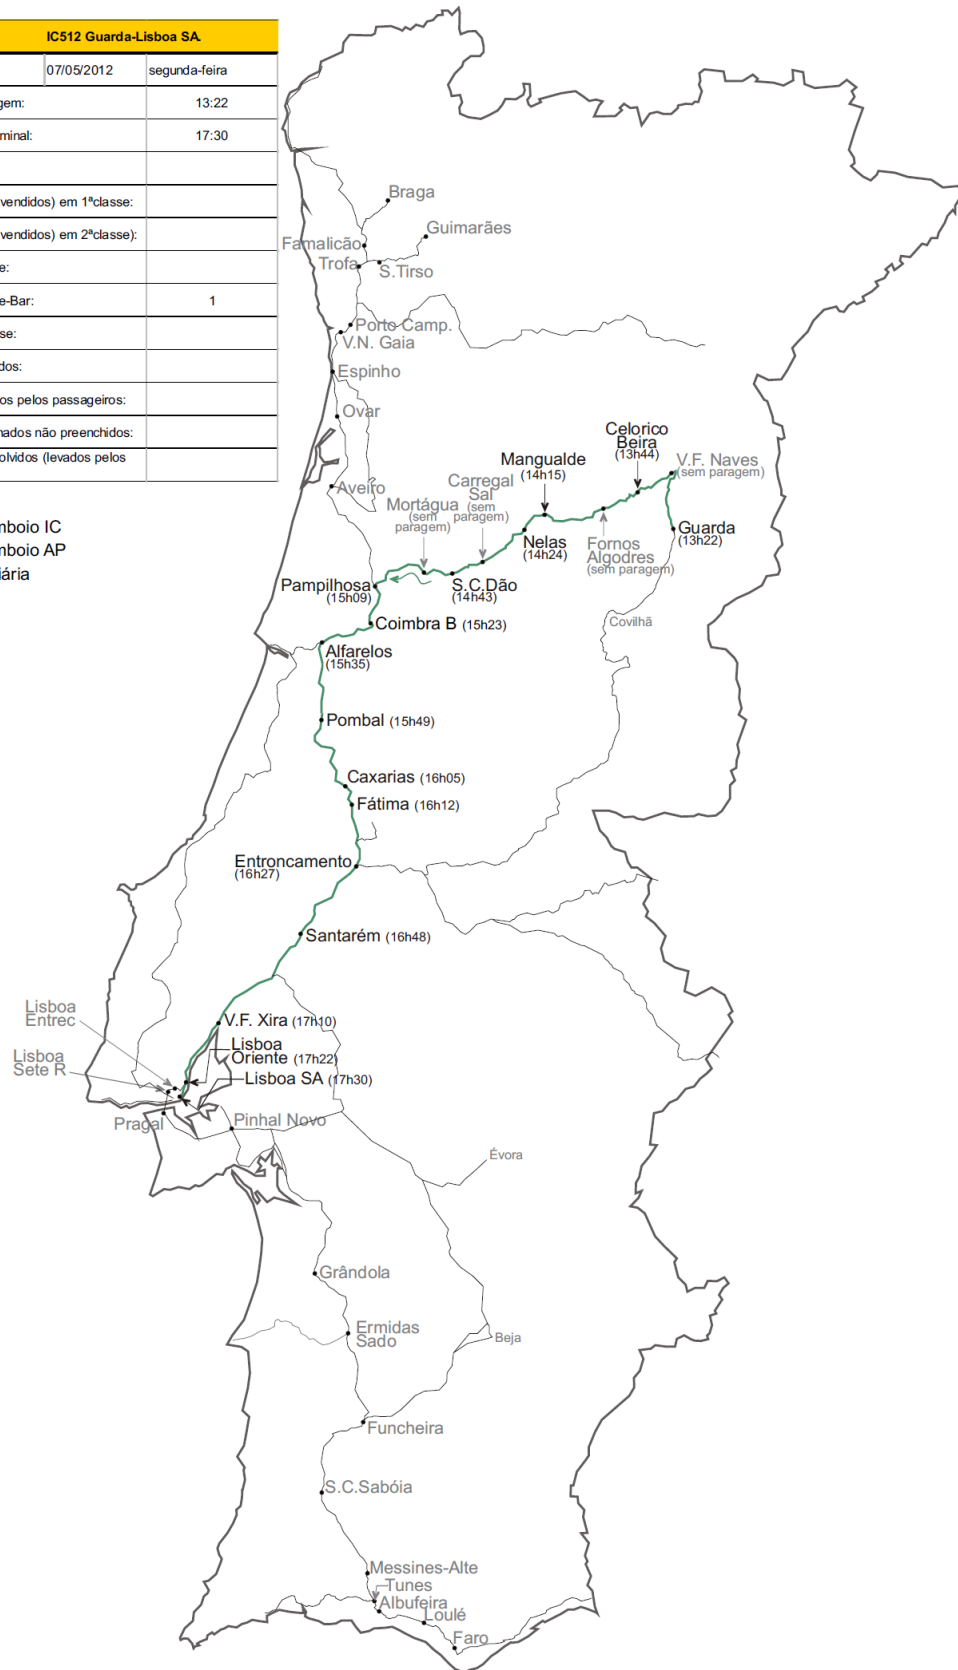 IC512 Guarda-Lisboa SA.
07/05/2012 segunda-feira
gem: 13:22
minal: 17:30
vendidos) em 1ªclasse:
vendidos) em 2ªclasse):
e:
e-Bar: 1
se:
dos:
os pelos passageiros:
nados não preenchidos:
olvidos (levados pelos
mboio IC
mboio AP
iária
Braga
Guimarães
Famalicão
Trofa
S.Tirso
Porto Camp.
V.N. Gaia
Espinho
Ovar
Aveiro
Celorico
Beira
(13h44)
V.F. Naves
(sem paragem)
Mangualde
(14h15)
Carregal
Sal
(sem
paragem)
Mortágua
(sem
paragem)
Guarda
(13h22)
Nelas
(14h24)
Fornos
Algodres
(sem paragem)
Pampilhosa
(15h09)
S.C.Dão
(14h43)
Coimbra B (15h23)
Covilhã
Alfarelos
(15h35)
Pombal (15h49)
Caxarias (16h05)
Fátima (16h12)
Entroncamento
(16h27)
Santarém (16h48)
Lisboa
Entrec
V.F. Xira (17h10)
Lisboa
Oriente (17h22)
Lisboa
Sete R
Lisboa SA (17h30)
Pragal
Pinhal Novo
Évora
Grândola
Ermidas
Sado
Beja
Funcheira
S.C.Sabóia
Messines-Alte
Tunes
Albufeira
Loulé
Faro